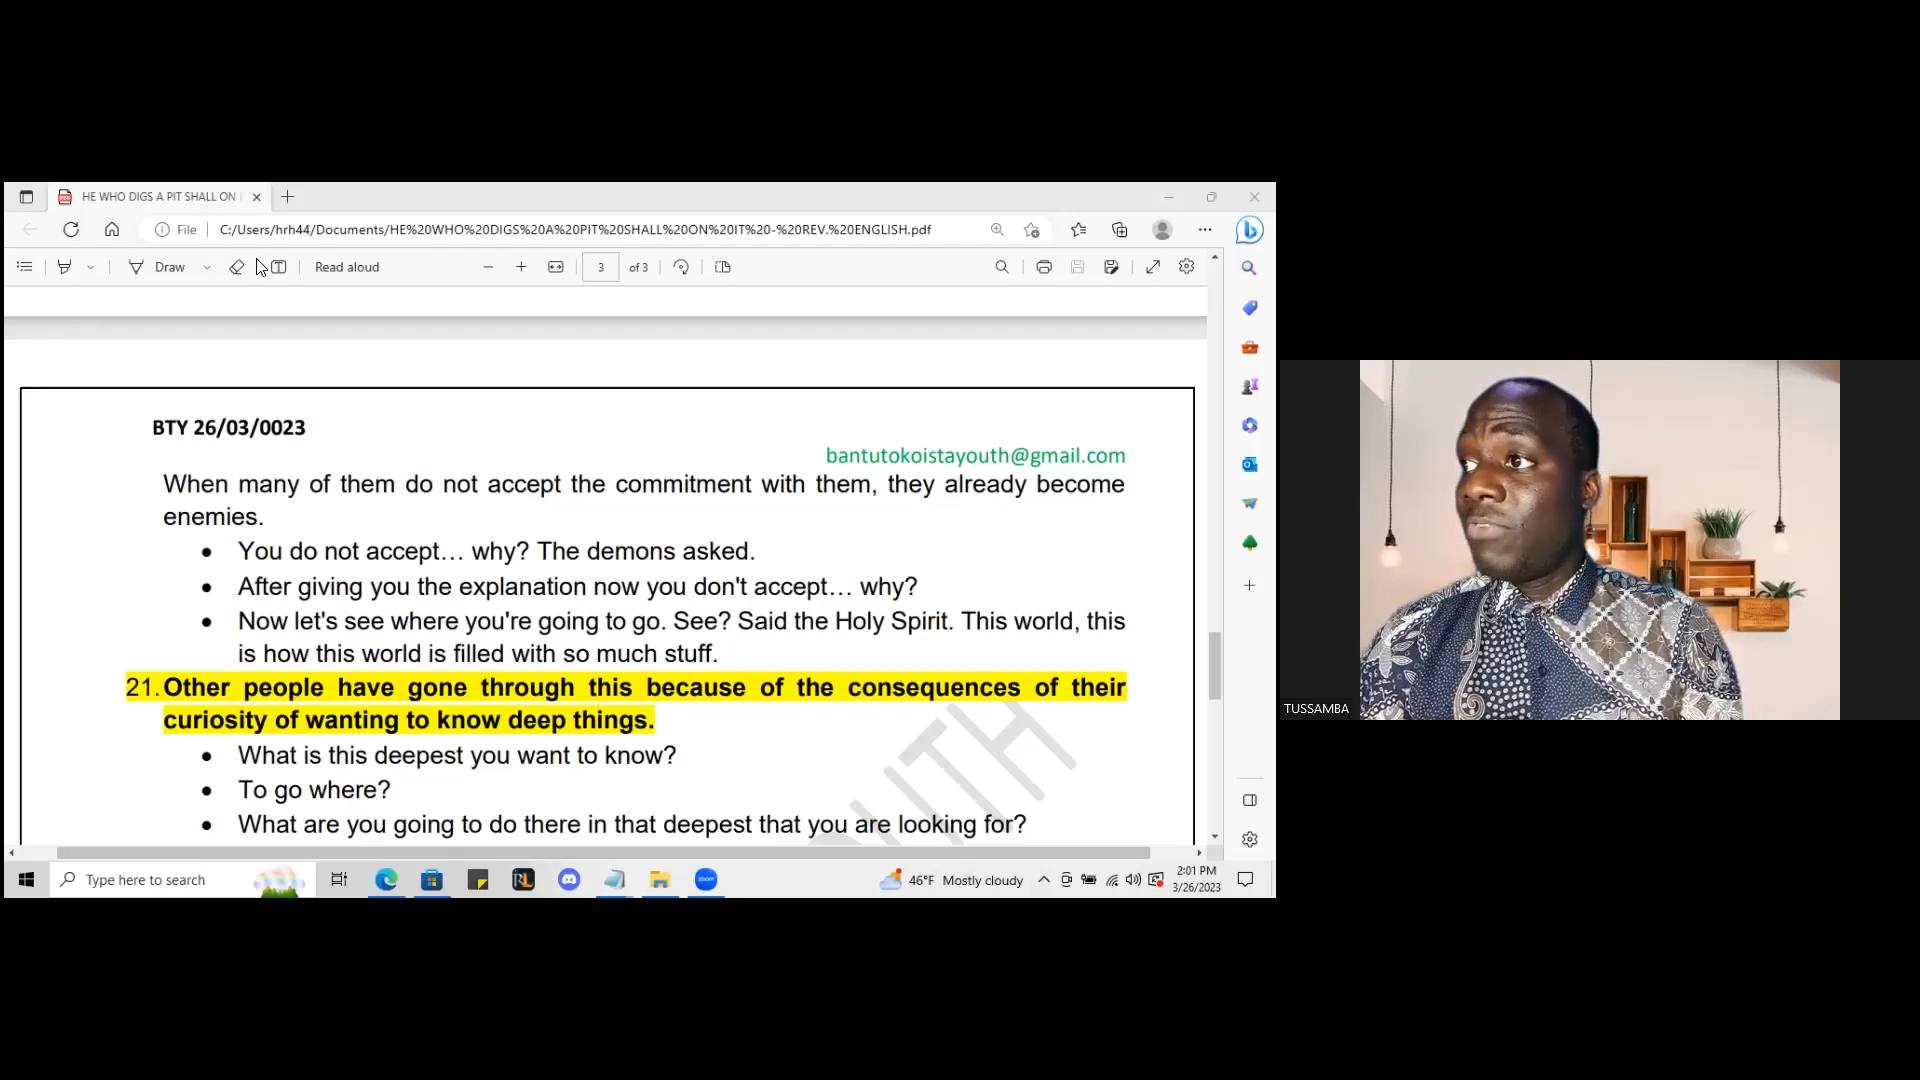 HE WHO DIGS A PIT SHALL ON
File
C:/Users/hrh44/Documents/HE%20WHO%20DIGS%20A%20PIT%20SHALL%20ON%20IT%20-%20REV.%20ENGLISH.pdf
Draw
Read aloud
3
of 3
BTY 26/03/0023
bantutokoistayouth@gmail.com
When many of them do not accept the commitment with them, they already become
enemies.
• You do not accept… why? The demons asked.
• After giving you the explanation now you don't accept… why?
• Now let's see where you're going to go. See? Said the Holy Spirit. This world, this
is how this world is filled with so much stuff.
21. Other people have gone through this because of the consequences of their
curiosity of wanting to know deep things.
• What is this deepest you want to know?
• To go where?
• What are you going to do there in that deepest that you are looking for?
UTH
Type here to search
zoom
46°F Mostly cloudy
2:01 PM
3/26/2023
TUSSAMBA